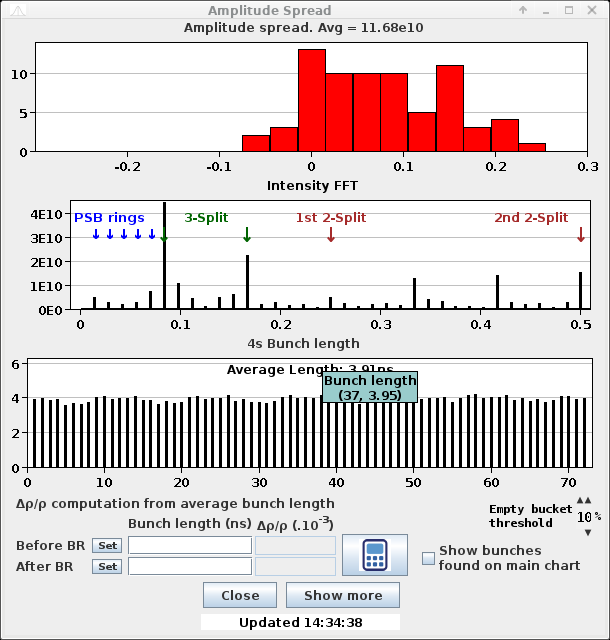 Amplitude Spread
Amplitude spread. Avg = 11.68e10
10
5
0
-0.2 -0.1 0 0.1 0.2 0.3
Intensity FFT
4E10
3E10
2E10
1E10
0E0
PSB rings 3-Split 1st 2-Split 2nd 2-Split
0 0.1 0.2 0.3 0.4 0.5
4s Bunch length
Average Length: 3.91ns
Bunch length
(37, 3.95)
6
4
2
0
0 10 20 30 40 50 60 70
Δρ/ρ computation from average bunch length
Empty bucket
threshold
10%
Bunch length (ns) Δρ/ρ (.10⁻³)
Before BR Set
After BR Set
Show bunches
found on main chart
Close Show more
Updated 14:34:38